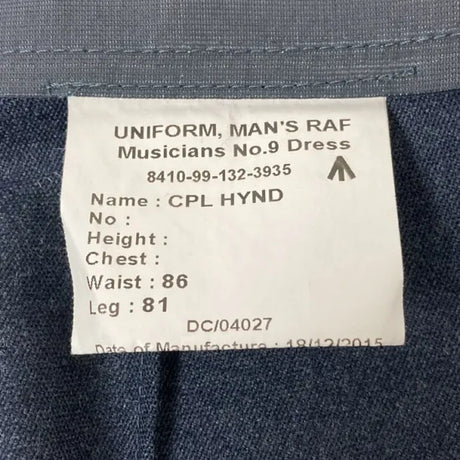 UNIFORM, MAN'S RAF
Musicians No.9 Dress
8410-99-132-3935
Name : CPL HYND
No :
Height :
Chest :
Waist : 86
Leg : 81
DC/04027
Date of Manufacture : 18/12/2015